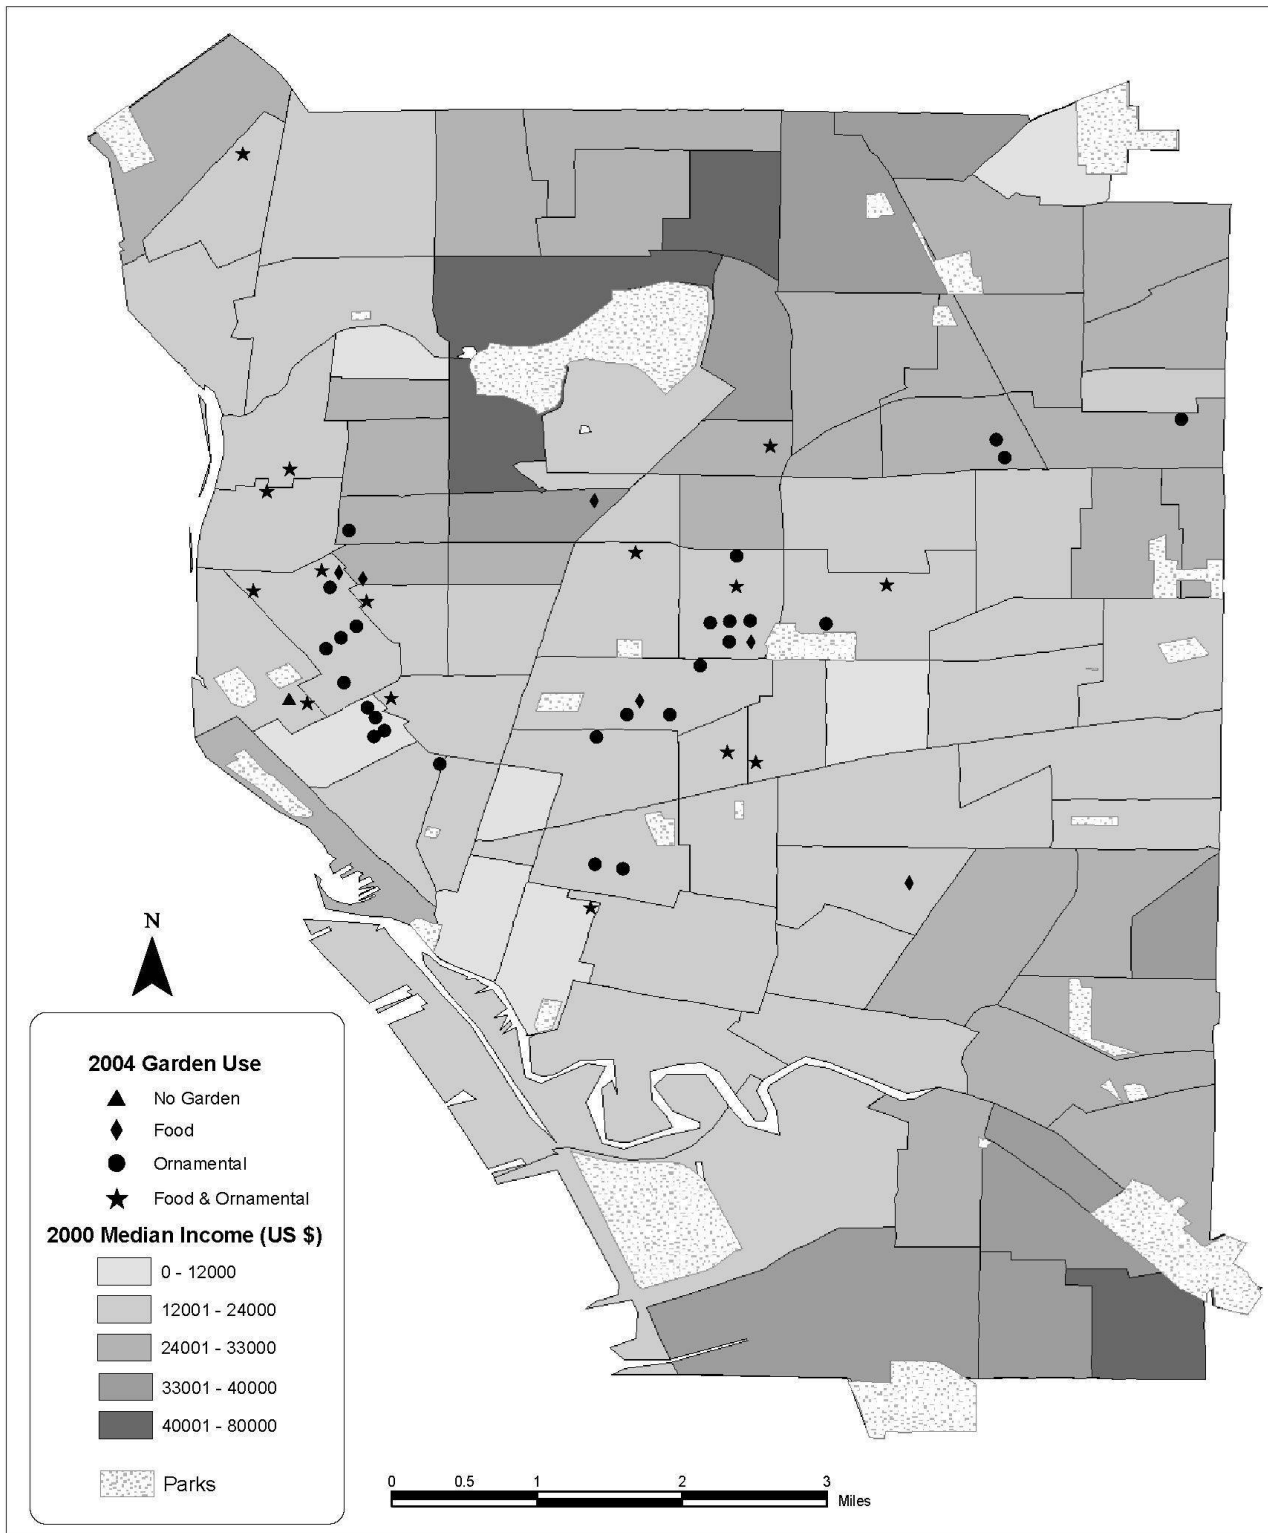 N
2004 Garden Use
No Garden
Food
Ornamental
Food & Ornamental
2000 Median Income (US $)
0 - 12000
12001 - 24000
24001 - 33000
33001 - 40000
40001 - 80000
Parks
0 0.5 1 2 3
Miles